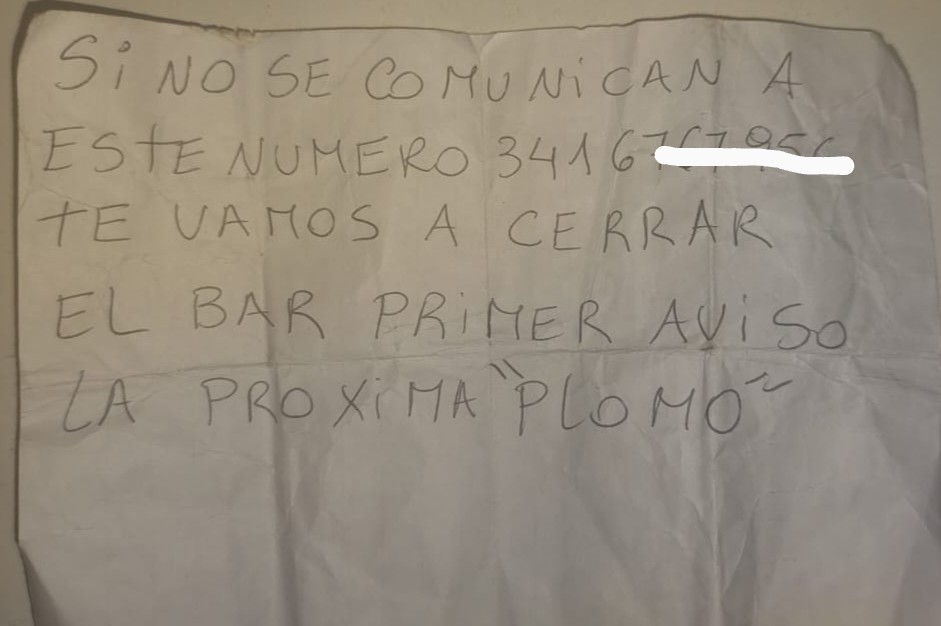 Si NO SE COMUNiCAN A
ESTE NUMERO 3416
TE VAMOS A CERRAR
EL BAR PRiMER AViSO
LA PROXiMA "PLOMO"